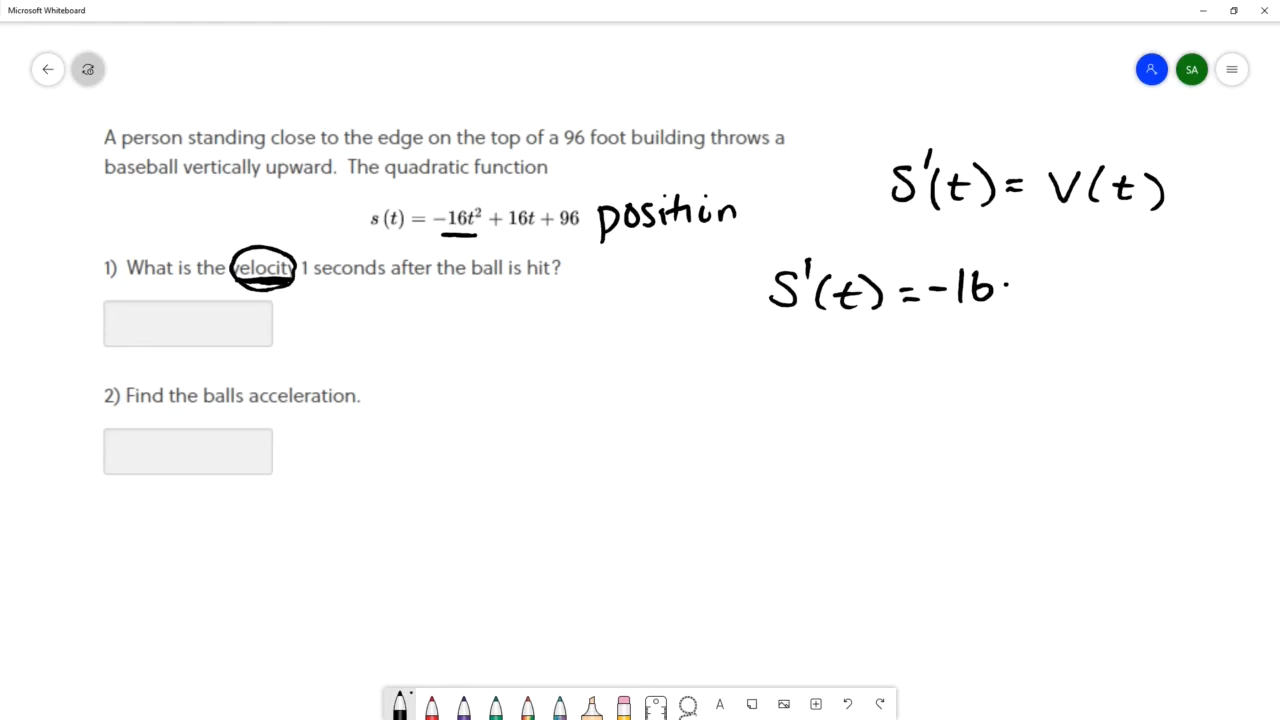 Microsoft Whiteboard
SA
A person standing close to the edge on the top of a 96 foot building throws a
baseball vertically upward. The quadratic function
s (t) = −16t² + 16t + 96 position
S'(t) = V(t)
1) What is the velocity 1 seconds after the ball is hit?
S'(t) = -16·
2) Find the balls acceleration.
A